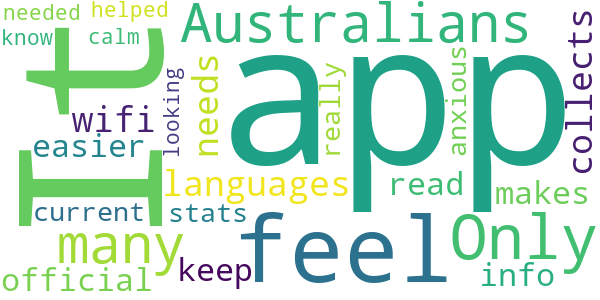 needed helped
know calm
Australians
It
app
wifi
looking
needs
really
anxious
collects
easier
languages
read
makes
current stats
many
feel
Only
official
keep
info